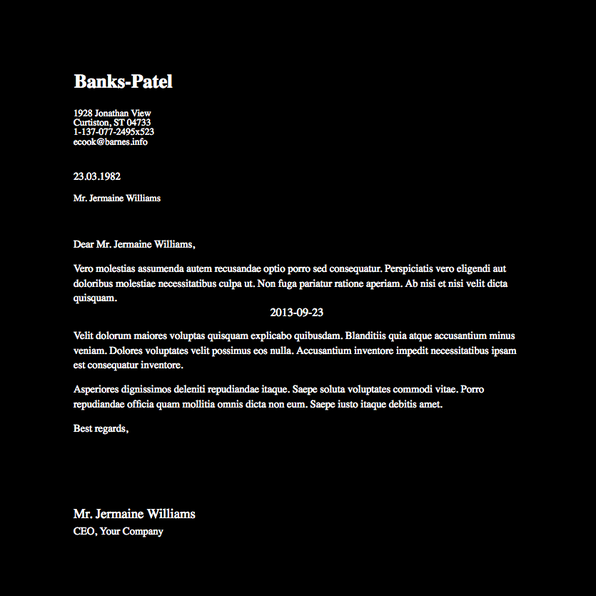 Banks-Patel
1928 Jonathan View
Curtiston, ST 04733
1-137-077-2495x523
ecook@barnes.info
23.03.1982
Mr. Jermaine Williams
Dear Mr. Jermaine Williams,
Vero molestias assumenda autem recusandae optio porro sed consequatur. Perspiciatis vero eligendi aut
doloribus molestiae necessitatibus culpa ut. Non fuga pariatur ratione aperiam. Ab nisi et nisi velit dicta
quisquam.
2013-09-23
Velit dolorum maiores voluptas quisquam explicabo quibusdam. Blanditiis quia atque accusantium minus
veniam. Dolores voluptates velit possimus eos nulla. Accusantium inventore impedit necessitatibus ipsam
est consequatur inventore.
Asperiores dignissimos deleniti repudiandae itaque. Saepe soluta voluptates commodi vitae. Porro
repudiandae officia quam mollitia omnis dicta non eum. Saepe iusto itaque debitis amet.
Best regards,
Mr. Jermaine Williams
CEO, Your Company